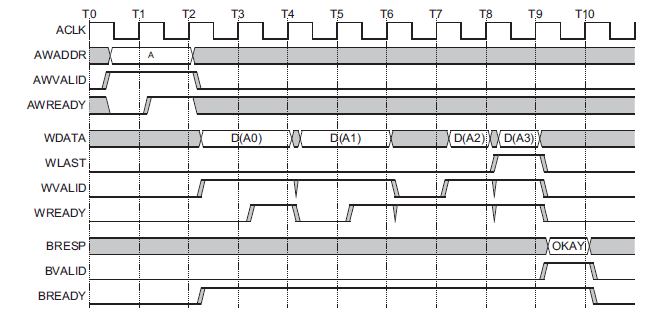 T0 T1 T2 T3 T4 T5 T6 T7 T8 T9 T10
ACLK
AWADDR A
AWVALID
AWREADY
WDATA D(A0) D(A1) D(A2) D(A3)
WLAST
WVALID
WREADY
BRESP OKAY
BVALID
BREADY